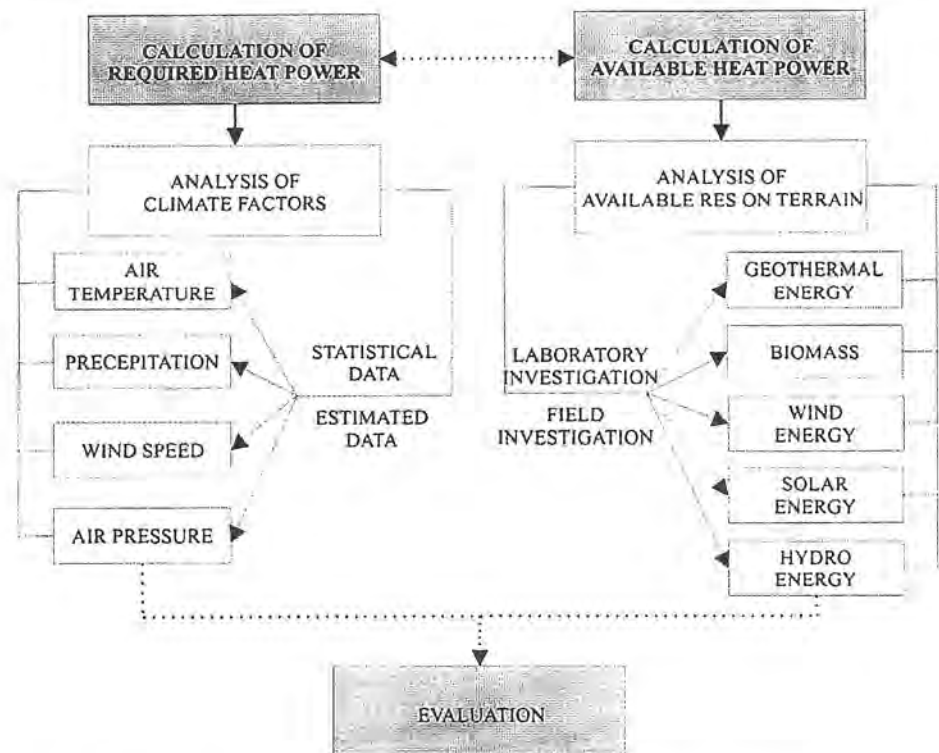 CALCULATION OF
REQUIRED HEAT POWER
CALCULATION OF
AVAILABLE HEAT POWER
ANALYSIS OF
CLIMATE FACTORS
ANALYSIS OF
AVAILABLE RES ON TERRAIN
AIR
TEMPERATURE
PRECEPITATION
WIND SPEED
AIR PRESSURE
STATISTICAL
DATA
ESTIMATED
DATA
LABORATORY
INVESTIGATION
FIELD
INVESTIGATION
GEOTHERMAL
ENERGY
BIOMASS
WIND
ENERGY
SOLAR
ENERGY
HYDRO
ENERGY
EVALUATION